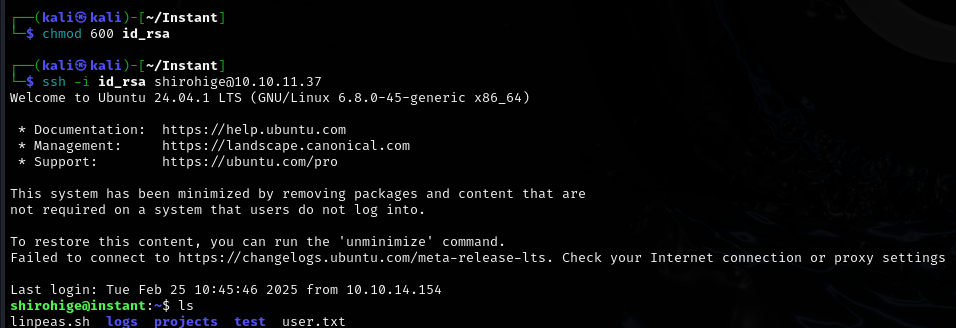 ┌──(kali㉿kali)-[~/Instant]
└─$ chmod 600 id_rsa
┌──(kali㉿kali)-[~/Instant]
└─$ ssh -i id_rsa shirohige@10.10.11.37
Welcome to Ubuntu 24.04.1 LTS (GNU/Linux 6.8.0-45-generic x86_64)
* Documentation:  https://help.ubuntu.com
* Management:     https://landscape.canonical.com
* Support:        https://ubuntu.com/pro
This system has been minimized by removing packages and content that are
not required on a system that users do not log into.
To restore this content, you can run the 'unminimize' command.
Failed to connect to https://changelogs.ubuntu.com/meta-release-lts. Check your Internet connection or proxy settings
Last login: Tue Feb 25 10:45:46 2025 from 10.10.14.154
shirohige@instant:~$ ls
linpeas.sh  logs  projects  test  user.txt